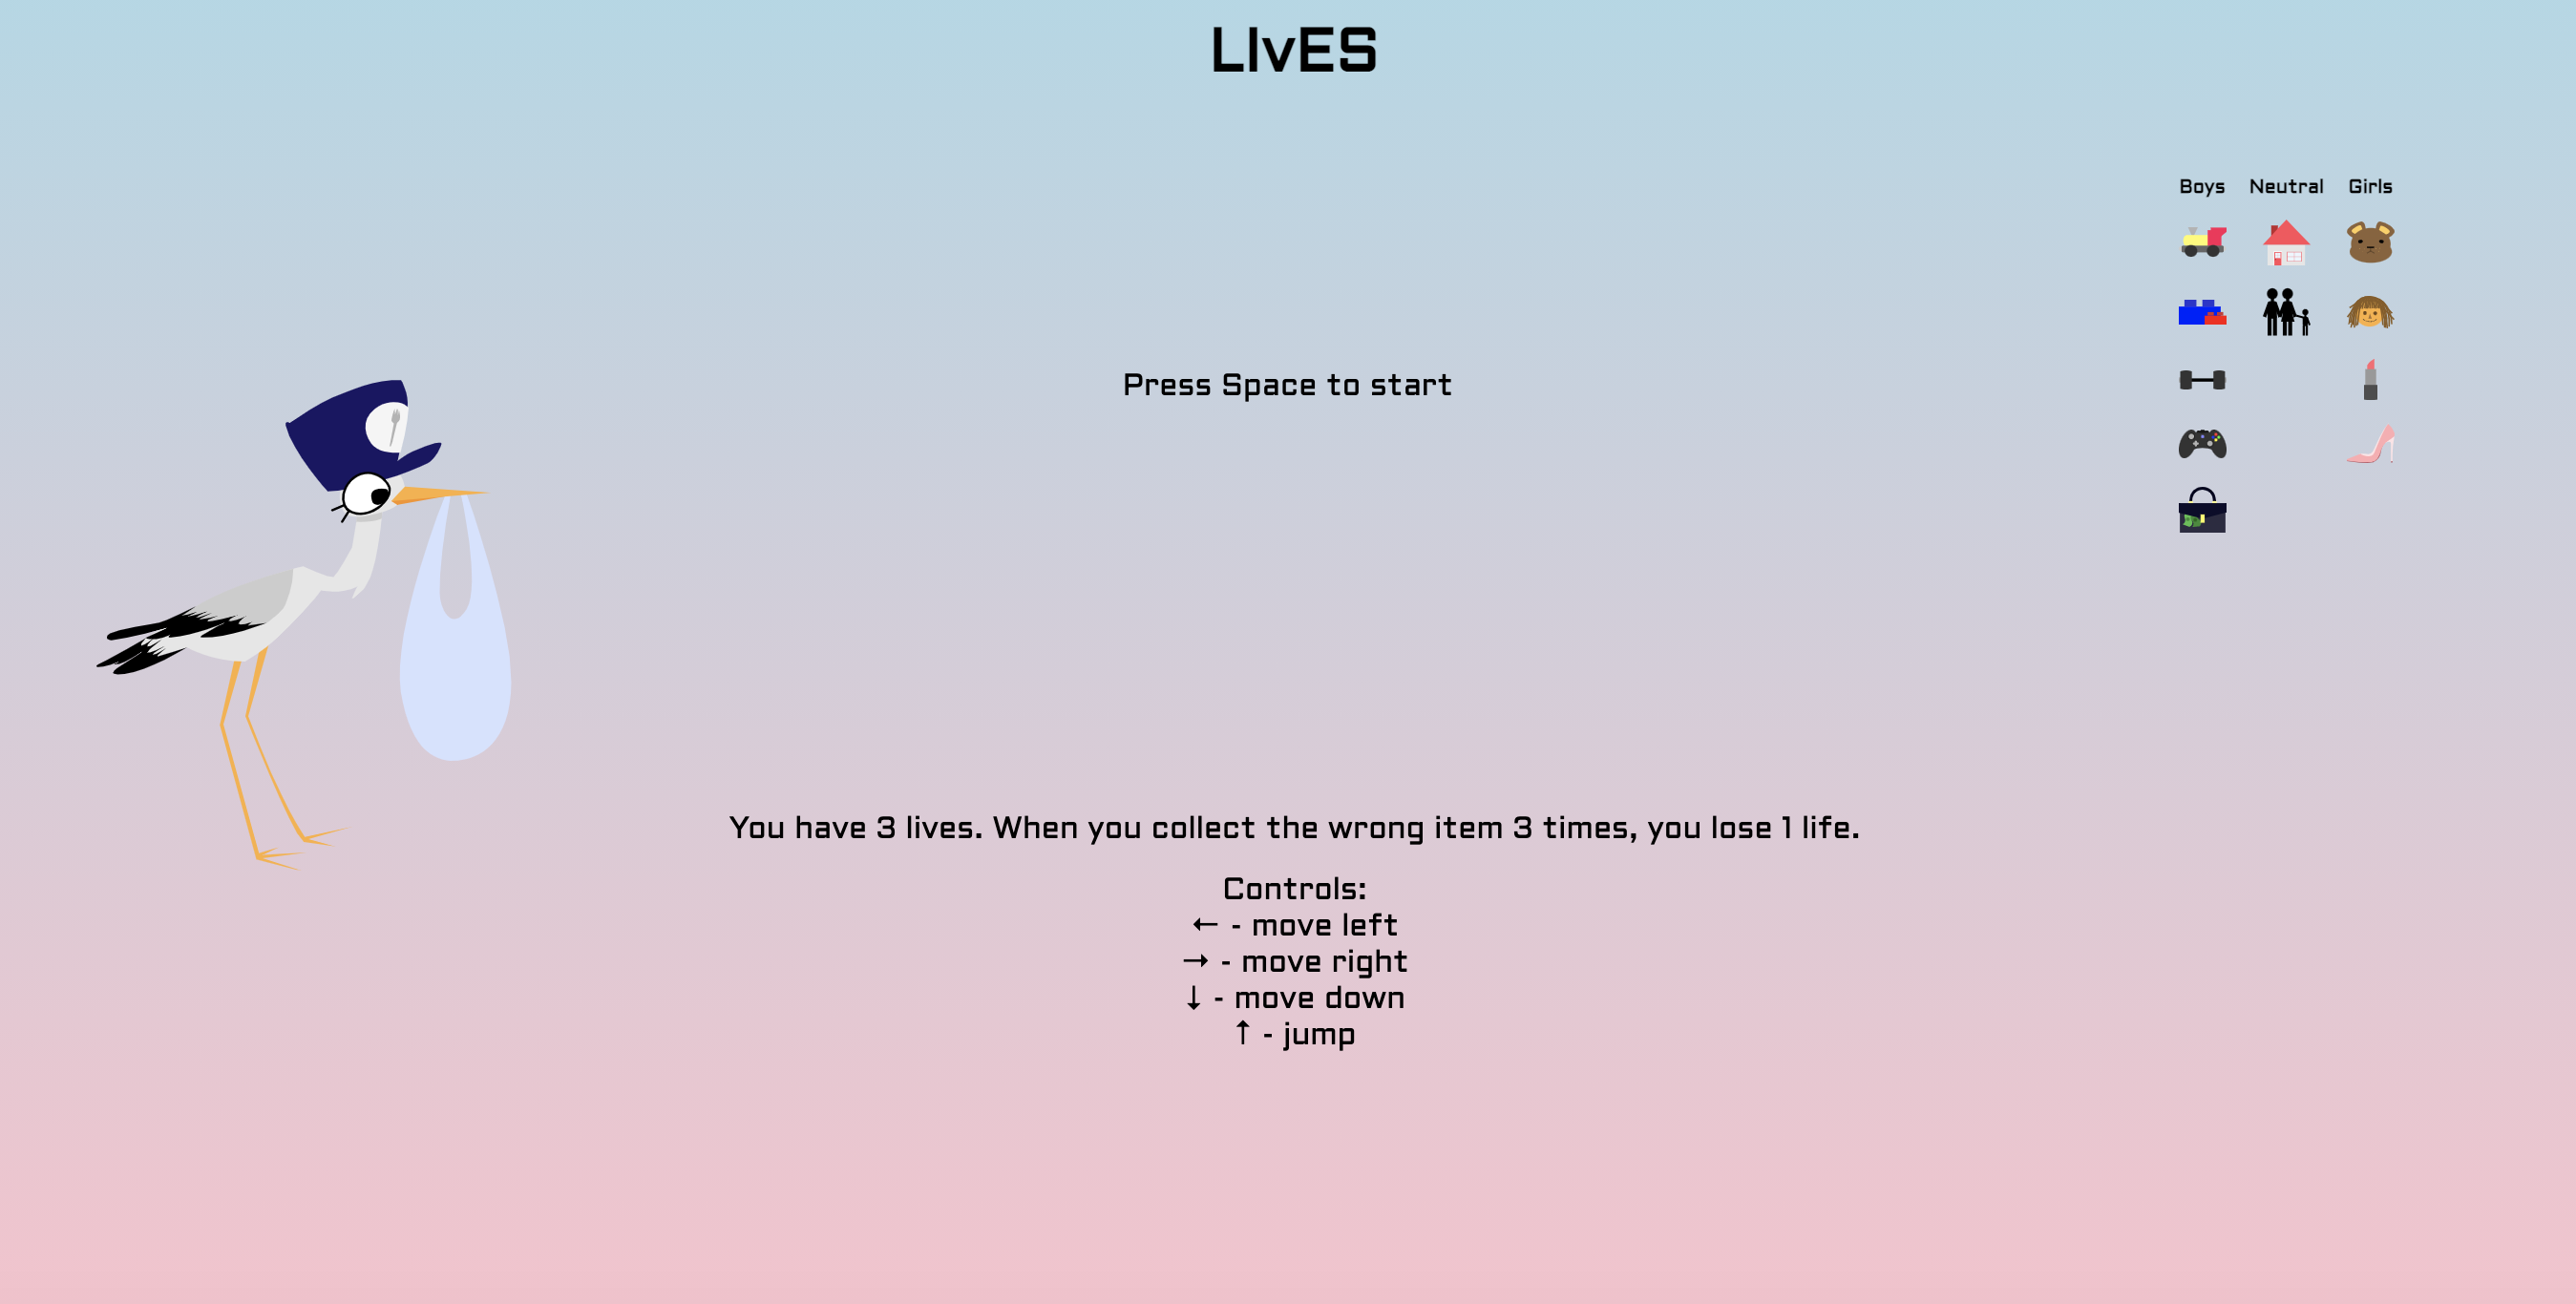 LIvES
Boys Neutral Girls
Press Space to start
You have 3 lives. When you collect the wrong item 3 times, you lose 1 life.
Controls:
← - move left
→ - move right
↓ - move down
↑ - jump